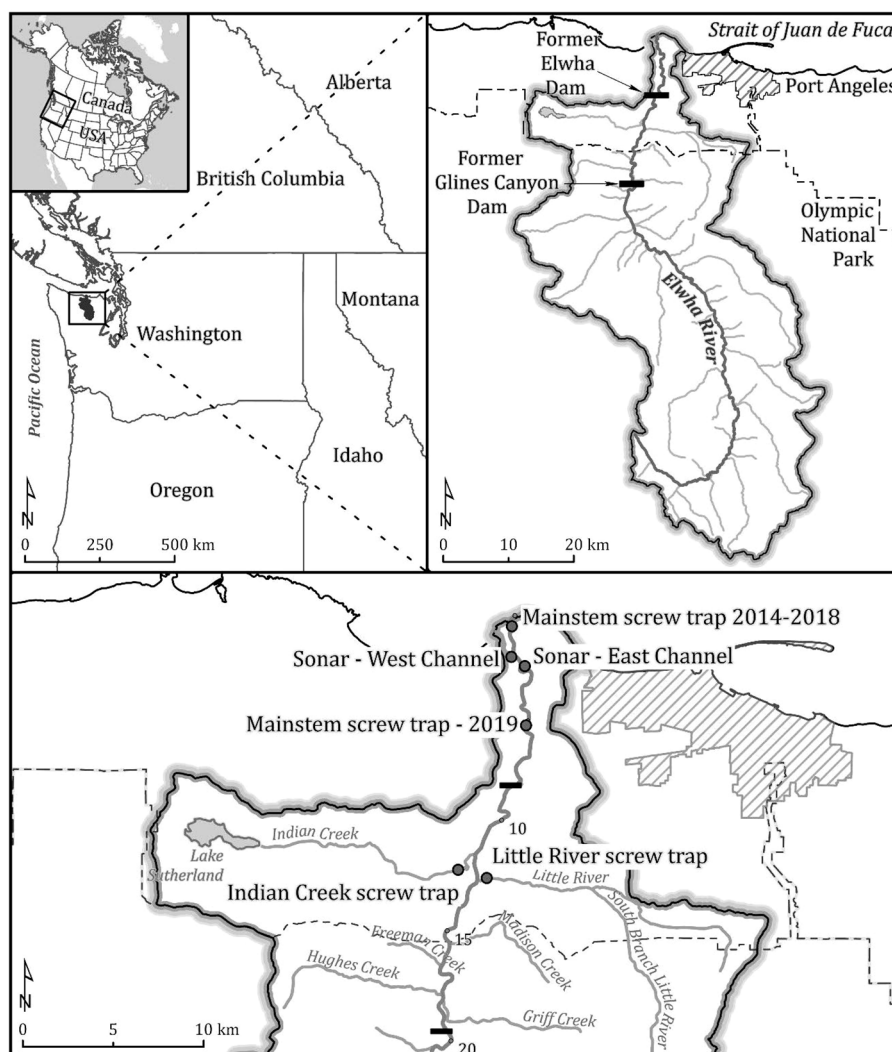 Canada
USA
Alberta
British Columbia
Washington
Montana
Pacific Ocean
Idaho
Oregon
N
0 250 500 km
Strait of Juan de Fuca
Former
Elwha
Dam
Port Angeles
Former
Glines Canyon
Dam
Olympic
National
Park
Elwha River
N
0 10 20 km
Mainstem screw trap 2014-2018
Sonar - West Channel
Sonar - East Channel
Mainstem screw trap - 2019
10
Indian Creek
Lake
Sutherland
Little River screw trap
Indian Creek screw trap
Little River
South Branch Little River
15
Freeman Creek
Madison Creek
Hughes Creek
Griff Creek
N
0 5 10 km
20